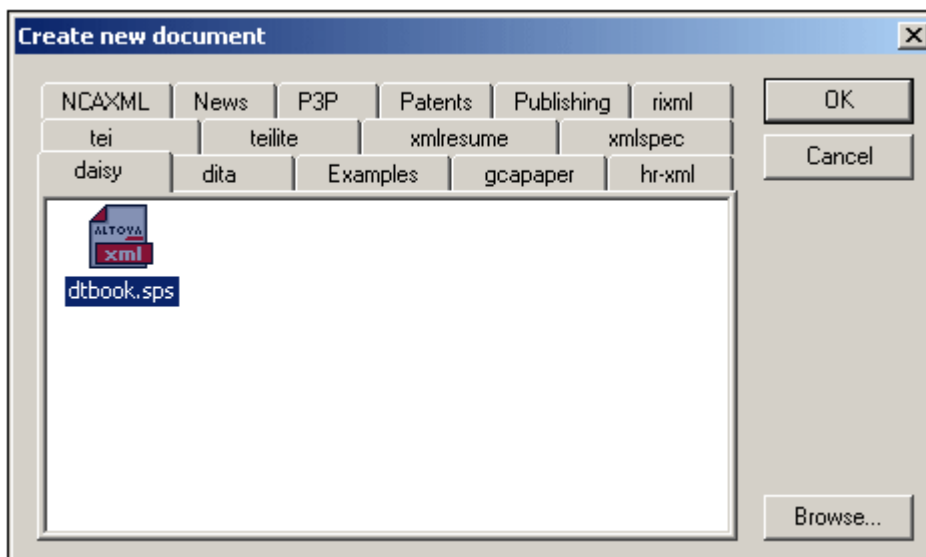 Create new document
NCAXML News P3P Patents Publishing rixml
OK
tei teilite xmlresume xmlspec
Cancel
daisy dita Examples gcapaper hr-xml
ALTOVA
xml
dtbook.sps
Browse...